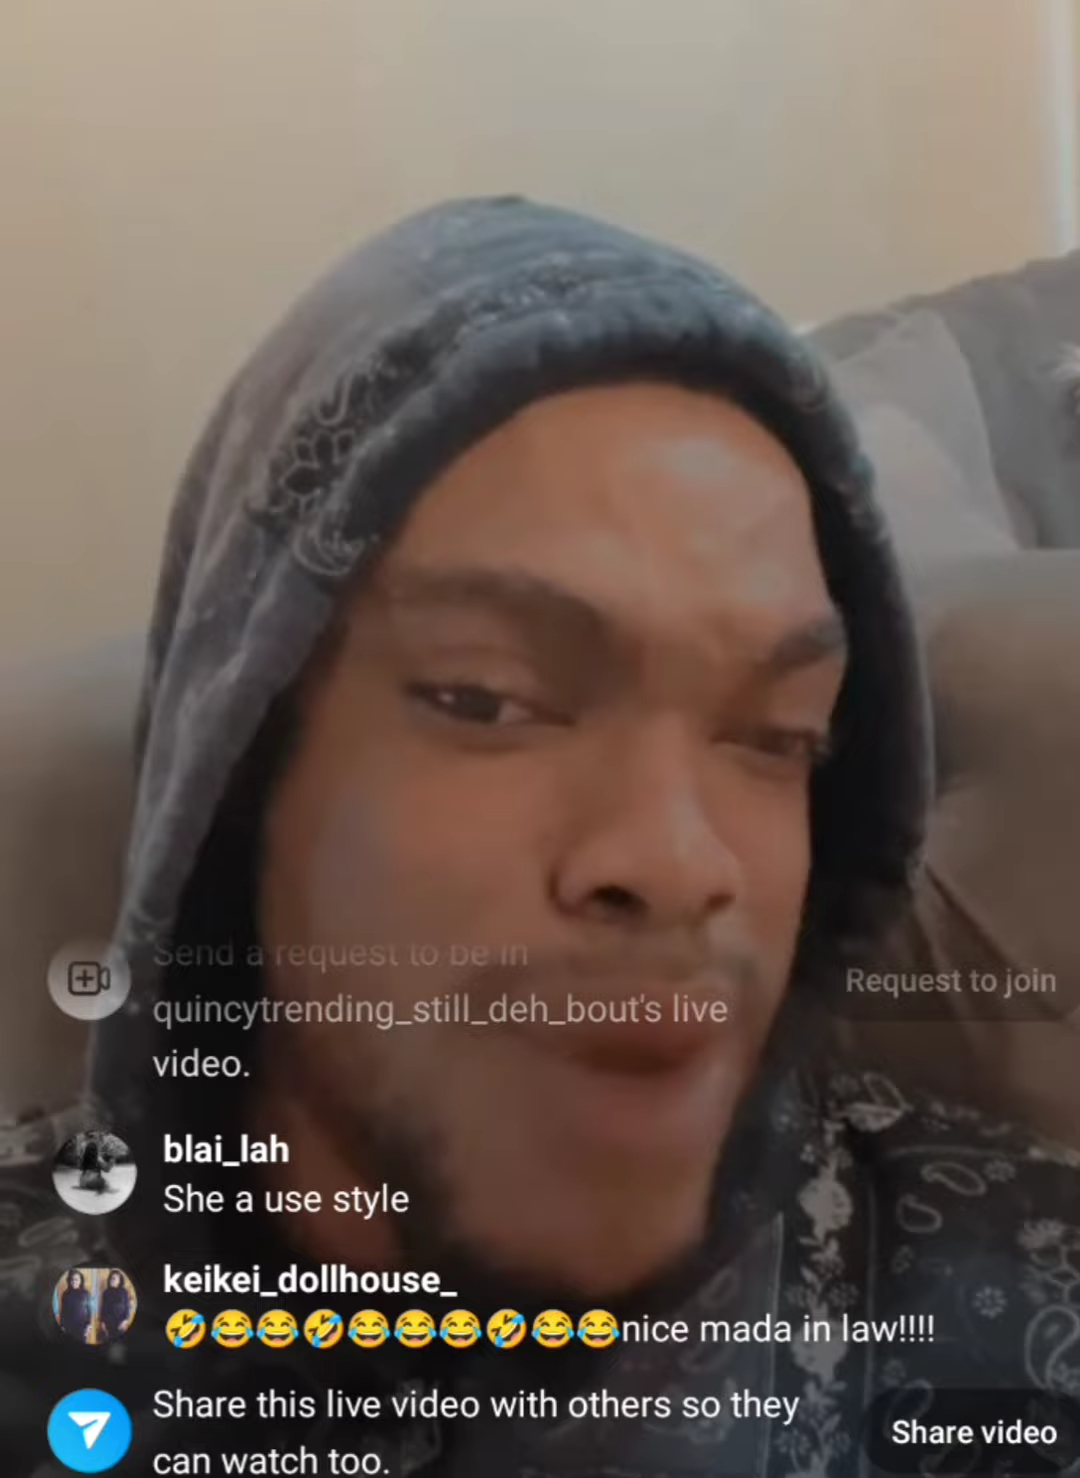 Send a request to be in
quincytrending_still_deh_bout's live
video.
Request to join
blai_lah
She a use style
keikei_dollhouse_
🤣😂😂🤣😂😂😂🤣😂😂nice mada in law!!!!
Share this live video with others so they
can watch too.
Share video